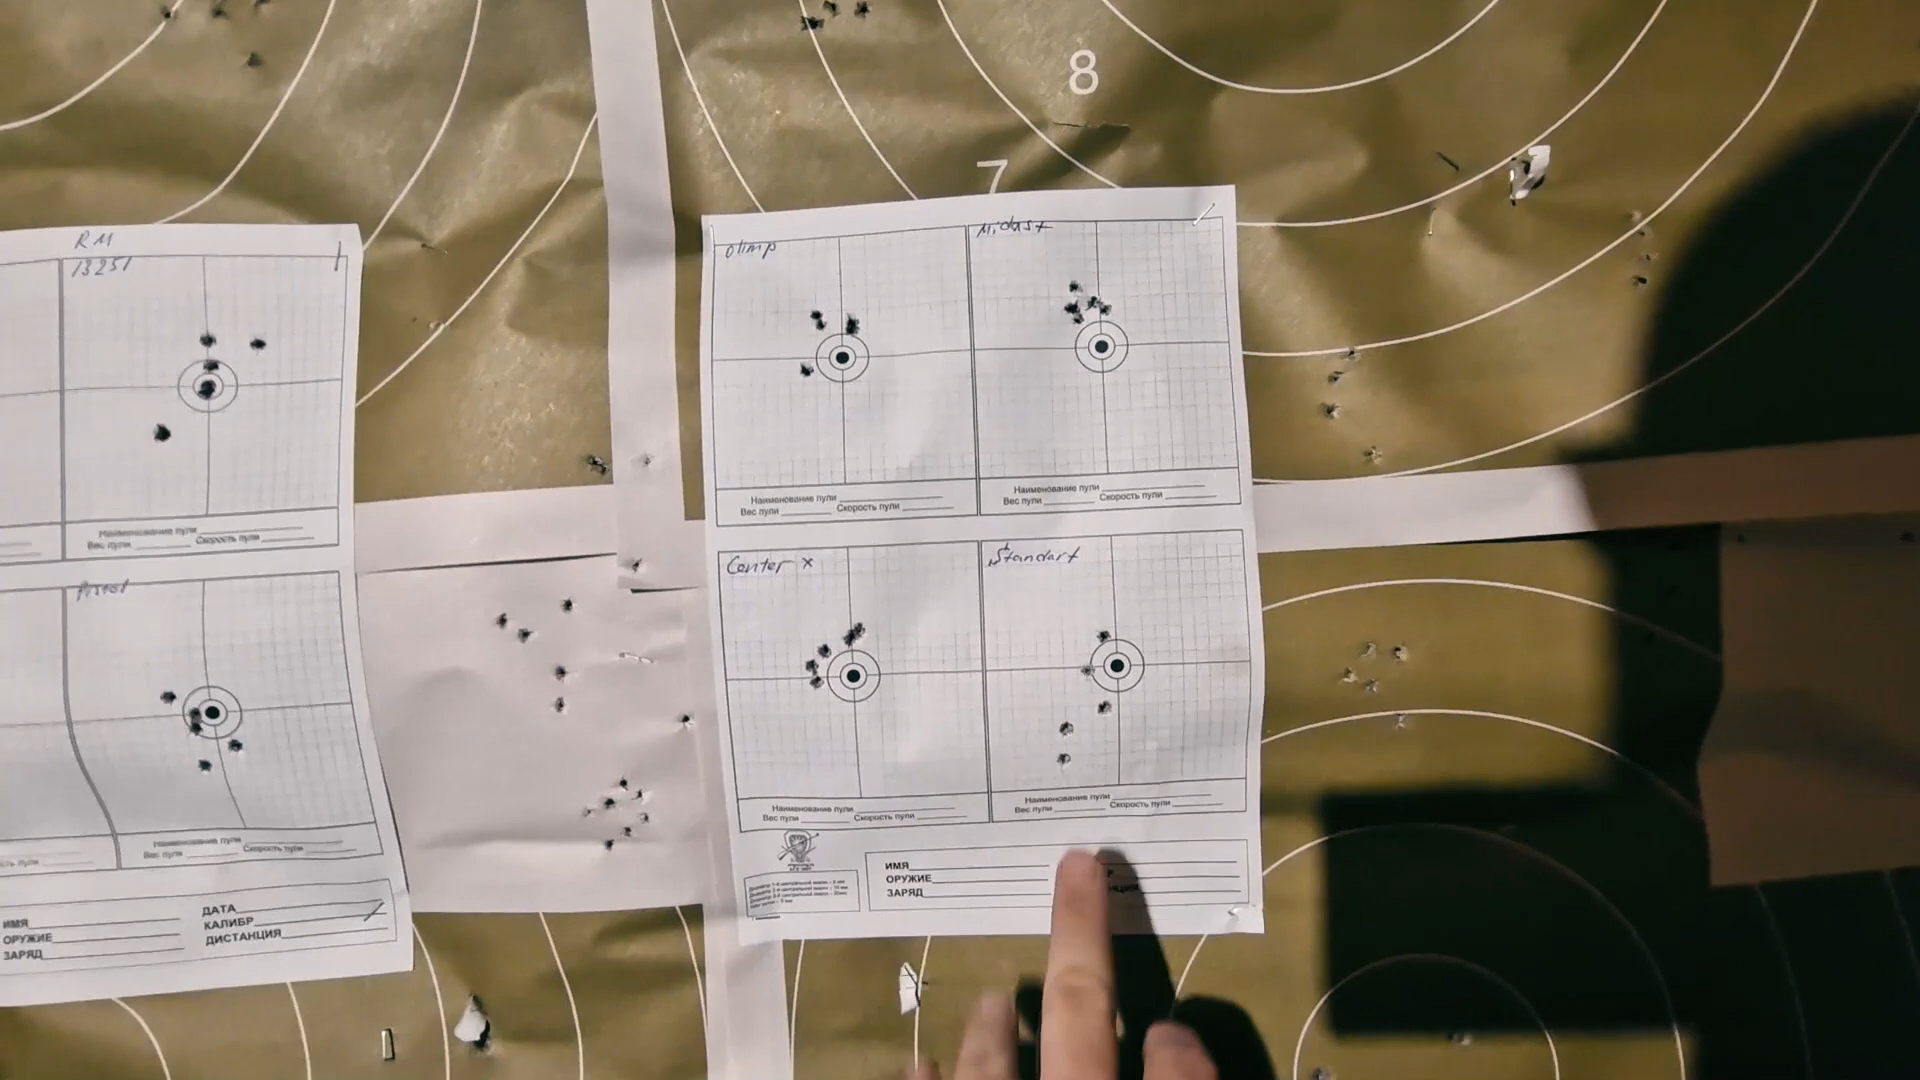 8
7
RM
13251
Наименование пули
Вес пули Скорость пули
Pistol
Наименование пули
Вес пули Скорость пули
ИМЯ ДАТА
ОРУЖИЕ КАЛИБР
ЗАРЯД ДИСТАНЦИЯ
Olimp
Midast
Наименование пули
Вес пули Скорость пули
Наименование пули
Вес пули Скорость пули
Center x
Standart
Наименование пули
Вес пули Скорость пули
Наименование пули
Вес пули Скорость пули
ИМЯ
ОРУЖИЕ
ЗАРЯД